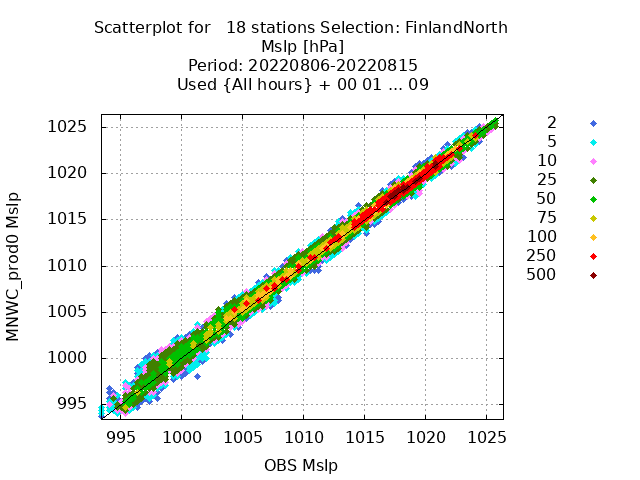 Scatterplot for   18 stations Selection: FinlandNorth
Mslp [hPa]
Period: 20220806-20220815
Used {All hours} + 00 01 ... 09
2
5
10
25
50
75
100
250
500
1025
1020
1015
1010
1005
1000
995
MNWC_prod0 Mslp
995 1000 1005 1010 1015 1020 1025
OBS Mslp